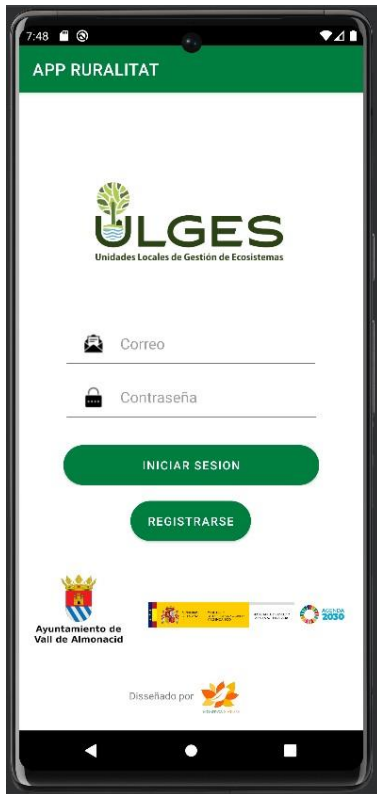 7:48
APP RURALITAT
ULGES
Unidades Locales de Gestión de Ecosistemas
Correo
Contraseña
INICIAR SESION
REGISTRARSE
Ayuntamiento de
Vall de Almonacid
AGENDA
2030
Disseñado por